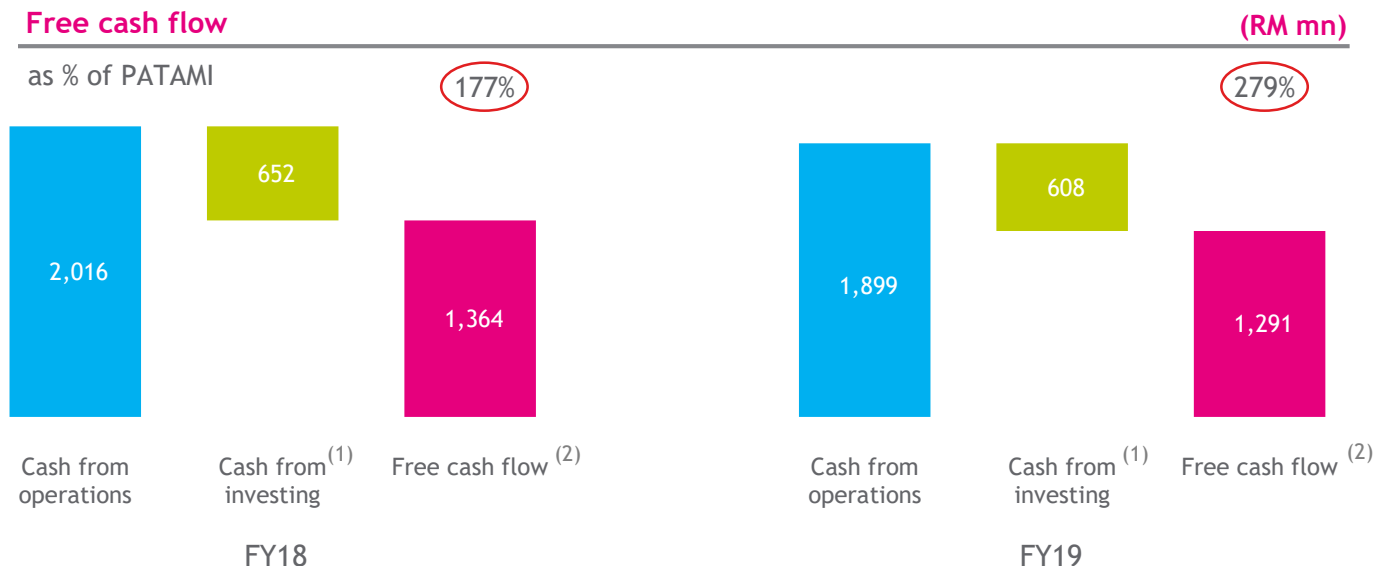 Free cash flow (RM mn)
as % of PATAMI 177% 279%
652
608
2,016
1,899
1,364
1,291
Cash from operations
Cash from investing (1)
Free cash flow (2)
Cash from operations
Cash from investing (1)
Free cash flow (2)
FY18 FY19